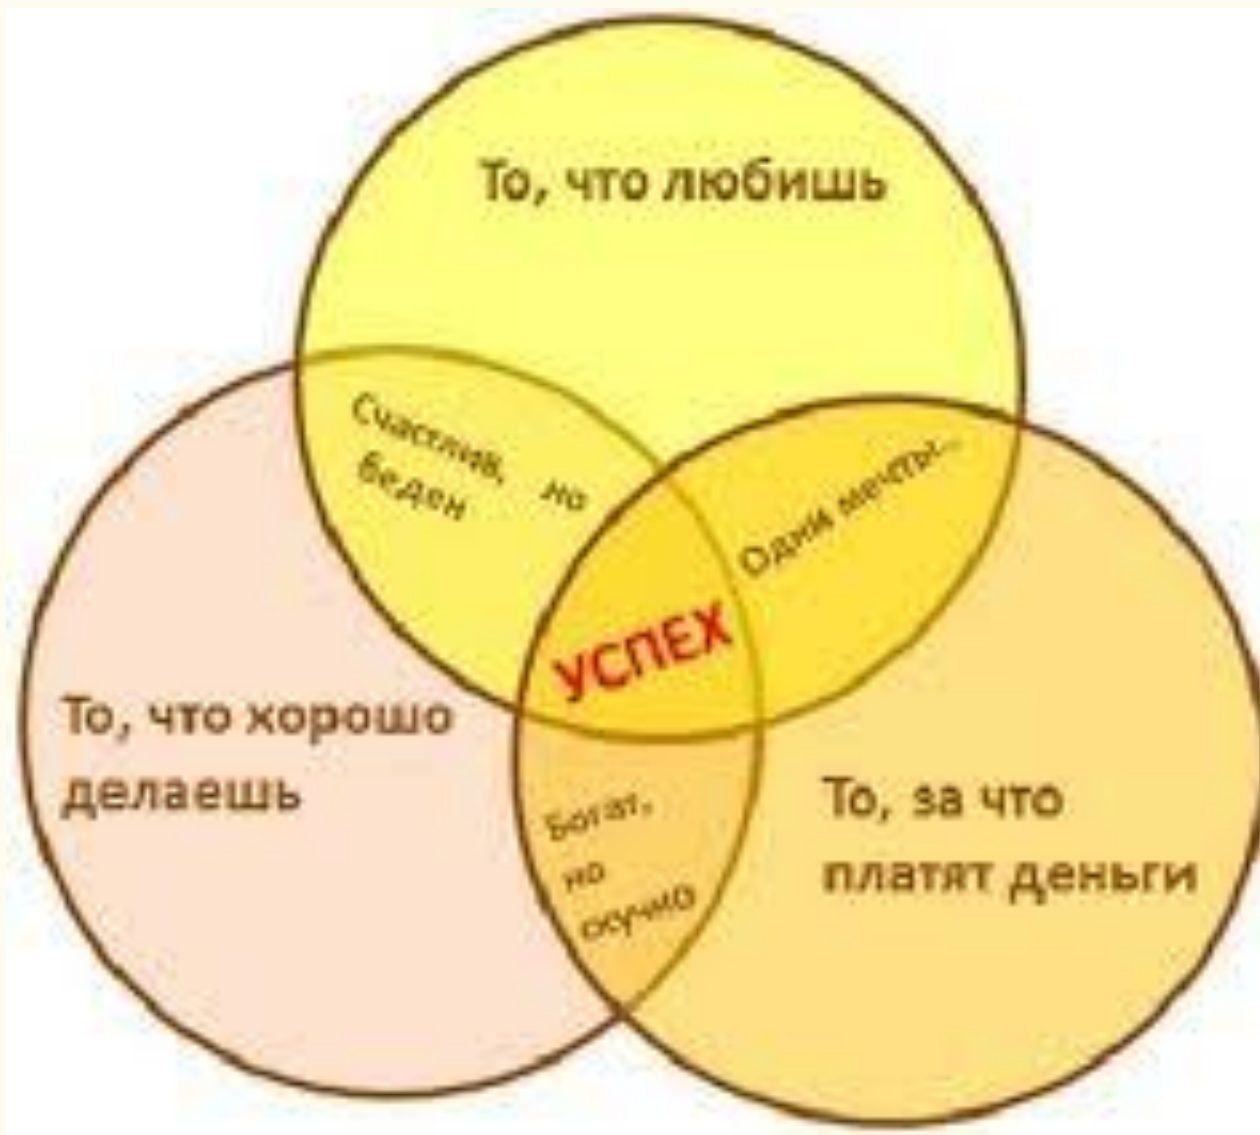 То, что любишь
Счастлив, но
беден
Одни мечты...
УСПЕХ
То, что хорошо
делаешь
Богат,
но
скучно
То, за что
платят деньги